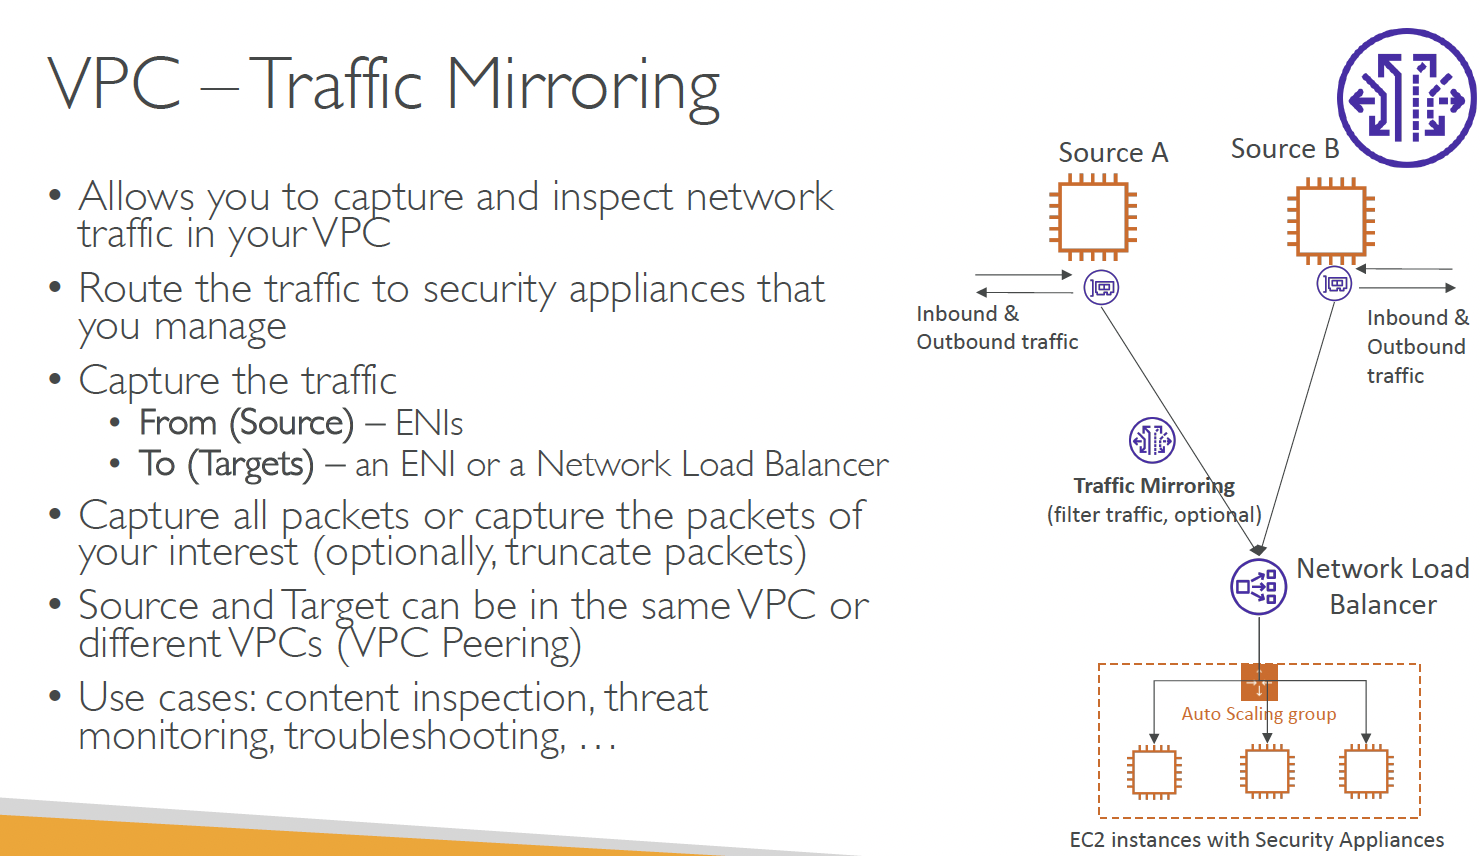 VPC – Traffic Mirroring
• Allows you to capture and inspect network
traffic in your VPC
• Route the traffic to security appliances that
you manage
• Capture the traffic
• From (Source) – ENIs
• To (Targets) – an ENI or a Network Load Balancer
• Capture all packets or capture the packets of
your interest (optionally, truncate packets)
• Source and Target can be in the same VPC or
different VPCs (VPC Peering)
• Use cases: content inspection, threat
monitoring, troubleshooting, …
Source A
Source B
Inbound &
Outbound traffic
Inbound &
Outbound
traffic
Traffic Mirroring
(filter traffic, optional)
Network Load
Balancer
Auto Scaling group
EC2 instances with Security Appliances